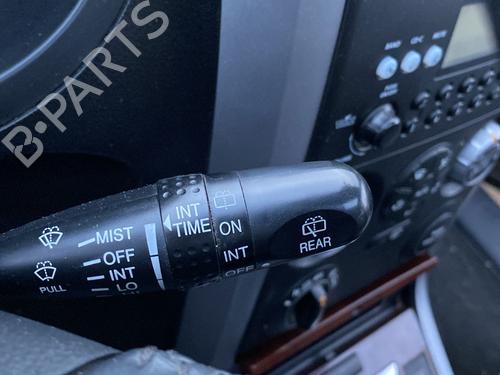 B-PARTS
MIST
OFF
INT
LO
PULL
INT
TIME
ON
INT
OFF
REAR